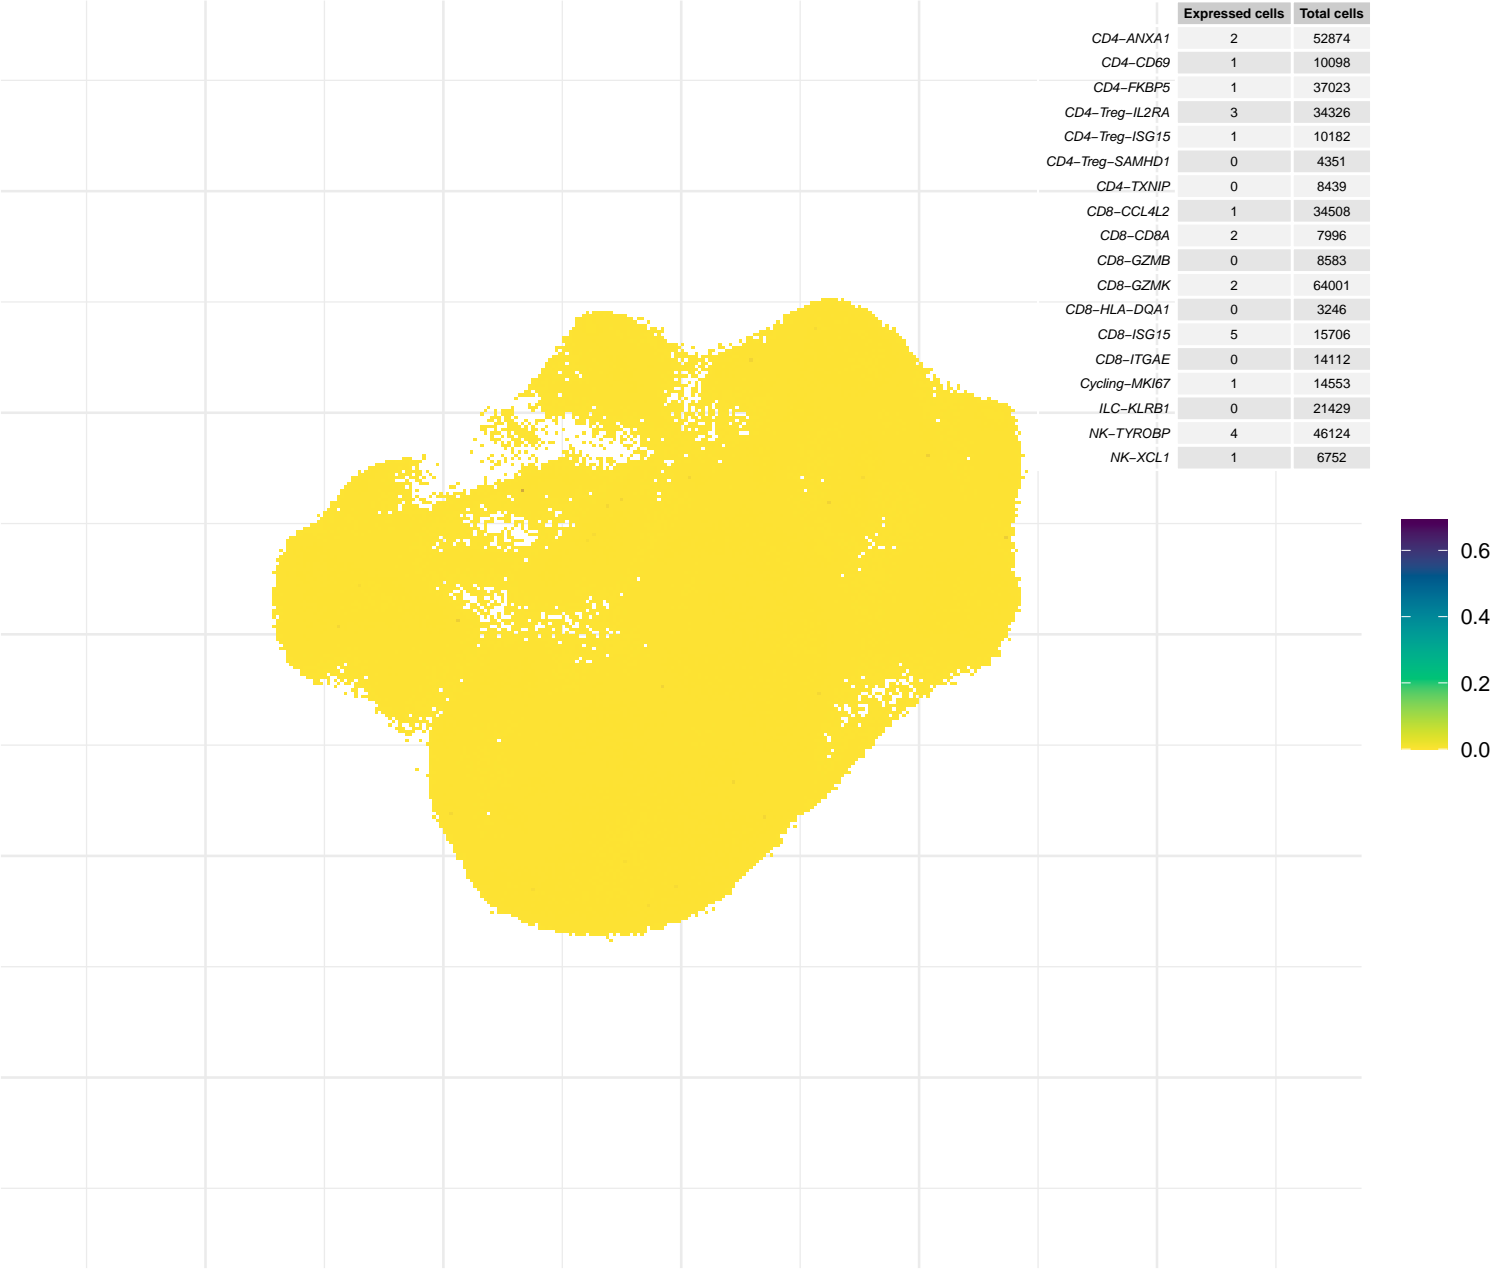 Expressed cells Total cells
CD4−ANXA1 2 52874
CD4−CD69 1 10098
CD4−FKBP5 1 37023
CD4−Treg−IL2RA 3 34326
CD4−Treg−ISG15 1 10182
CD4−Treg−SAMHD1 0 4351
CD4−TXNIP 0 8439
CD8−CCL4L2 1 34508
CD8−CD8A 2 7996
CD8−GZMB 0 8583
CD8−GZMK 2 64001
CD8−HLA−DQA1 0 3246
CD8−ISG15 5 15706
CD8−ITGAE 0 14112
Cycling−MKI67 1 14553
ILC−KLRB1 0 21429
NK−TYROBP 4 46124
NK−XCL1 1 6752
0.6
0.4
0.2
0.0